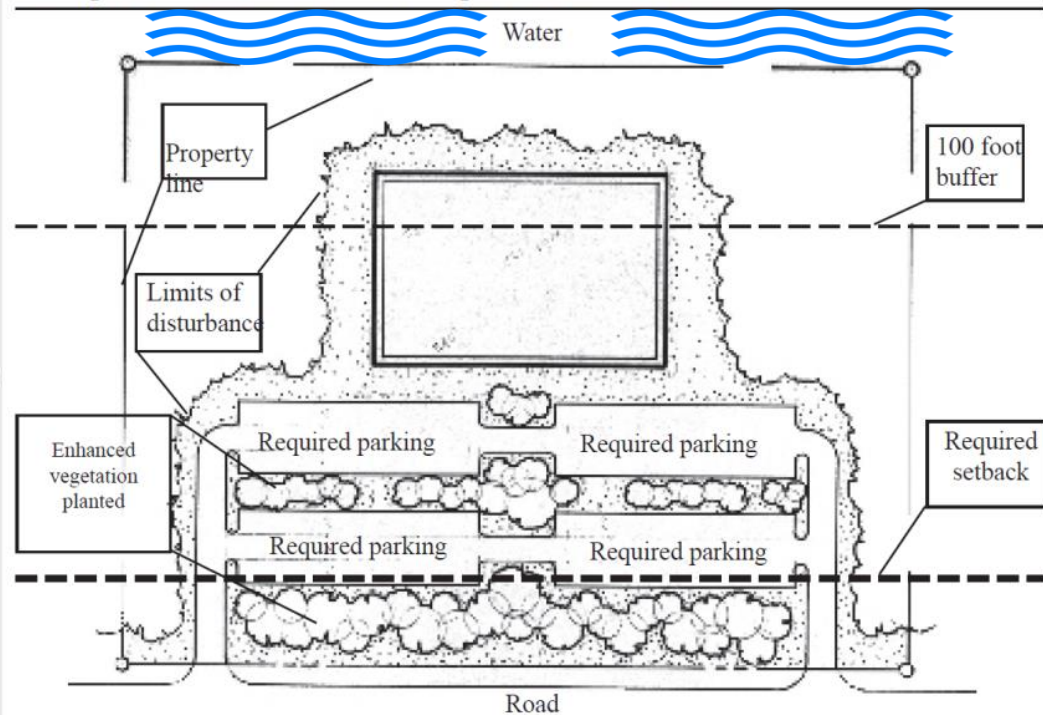 Water
Property
line
100 foot
buffer
Limits of
disturbance
Enhanced
vegetation
planted
Required parking
Required parking
Required
setback
Required parking
Required parking
Road